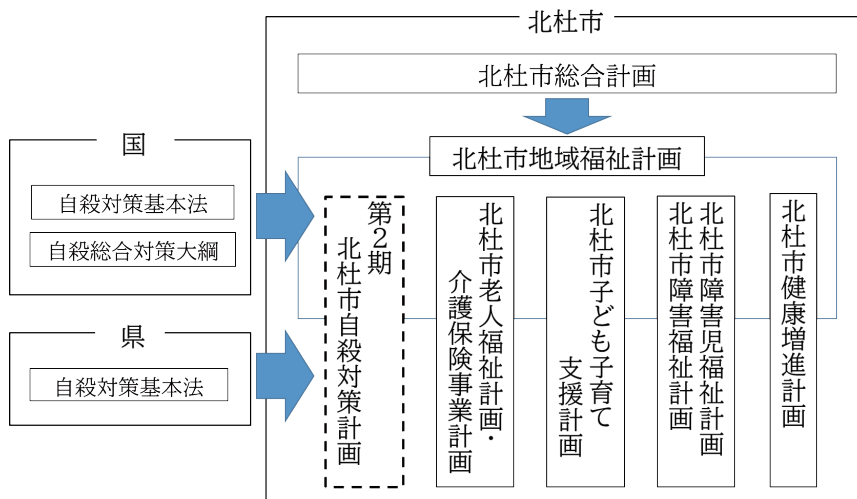 北杜市
北杜市総合計画
北杜市地域福祉計画
国
自殺対策基本法
自殺総合対策大綱
県
自殺対策基本法
第2期
北杜市自殺対策計画
北杜市老人福祉計画・
介護保険事業計画
北杜市子ども子育て
支援計画
北杜市障害児福祉計画
北杜市障害福祉計画
北杜市健康増進計画